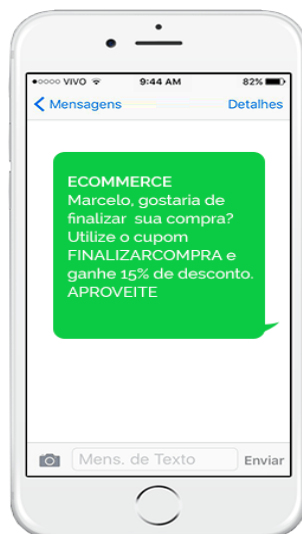 VIVO 9:44 AM 82%
Mensagens Detalhes
ECOMMERCE
Marcelo, gostaria de
finalizar sua compra?
Utilize o cupom
FINALIZARCOMPRA e
ganhe 15% de desconto.
APROVEITE
Mens. de Texto Enviar